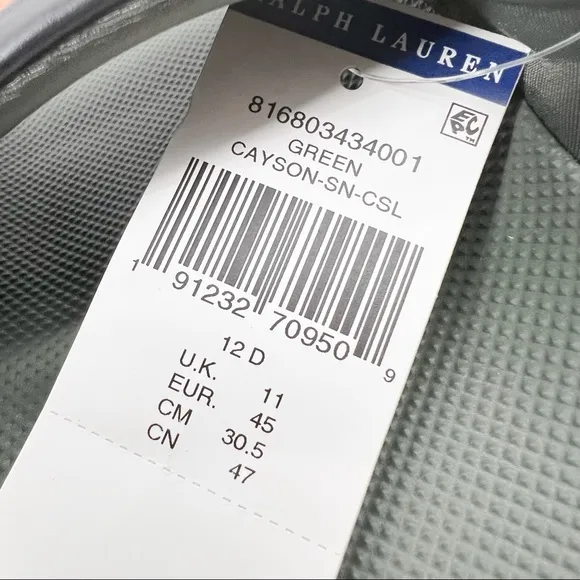 RALPH LAUREN
816803434001
GREEN
CAYSON-SN-CSL
EPC™
1 91232 70950 9
12 D
U.K. 11
EUR. 45
CM 30.5
CN 47